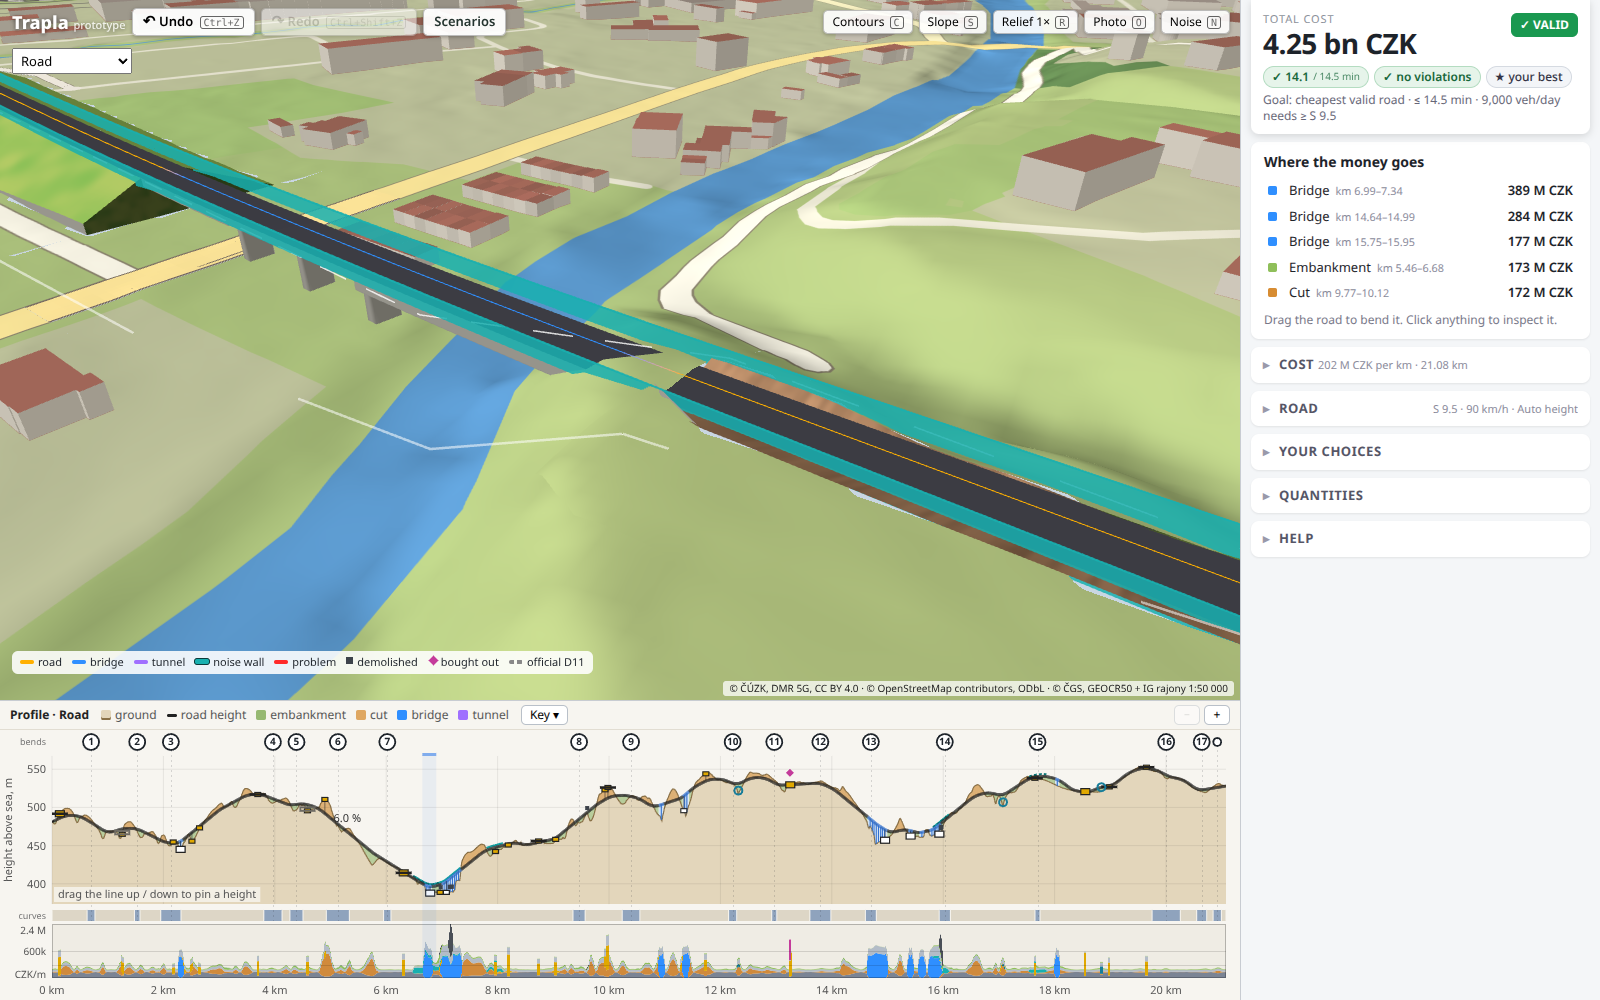 Trapla prototype
↶ Undo Ctrl+Z
↷ Redo Ctrl+Shift+Z
Scenarios
Contours C
Slope S
Relief 1× R
Photo O
Noise N
Road
road
bridge
tunnel
noise wall
problem
demolished
bought out
official D11
© ČÚZK, DMR 5G, CC BY 4.0 · © OpenStreetMap contributors, ODbL · © ČGS, GEOCR50 + IG rajony 1:50 000
TOTAL COST
4.25 bn CZK
✓ VALID
✓ 14.1 / 14.5 min
✓ no violations
★ your best
Goal: cheapest valid road · ≤ 14.5 min · 9,000 veh/day
needs ≥ S 9.5
Where the money goes
Bridge km 6.99–7.34 389 M CZK
Bridge km 14.64–14.99 284 M CZK
Bridge km 15.75–15.95 177 M CZK
Embankment km 5.46–6.68 173 M CZK
Cut km 9.77–10.12 172 M CZK
Drag the road to bend it. Click anything to inspect it.
▸ COST 202 M CZK per km · 21.08 km
▸ ROAD S 9.5 · 90 km/h · Auto height
▸ YOUR CHOICES
▸ QUANTITIES
▸ HELP
Profile · Road
ground
road height
embankment
cut
bridge
tunnel
Key ▾
−
+
bends
1 2 3 4 5 6 7 8 9 10 11 12 13 14 15 16 17
height above sea, m
550
500
450
400
6.0 %
drag the line up / down to pin a height
curves
2.4 M
600k
CZK/m
0 km 2 km 4 km 6 km 8 km 10 km 12 km 14 km 16 km 18 km 20 km